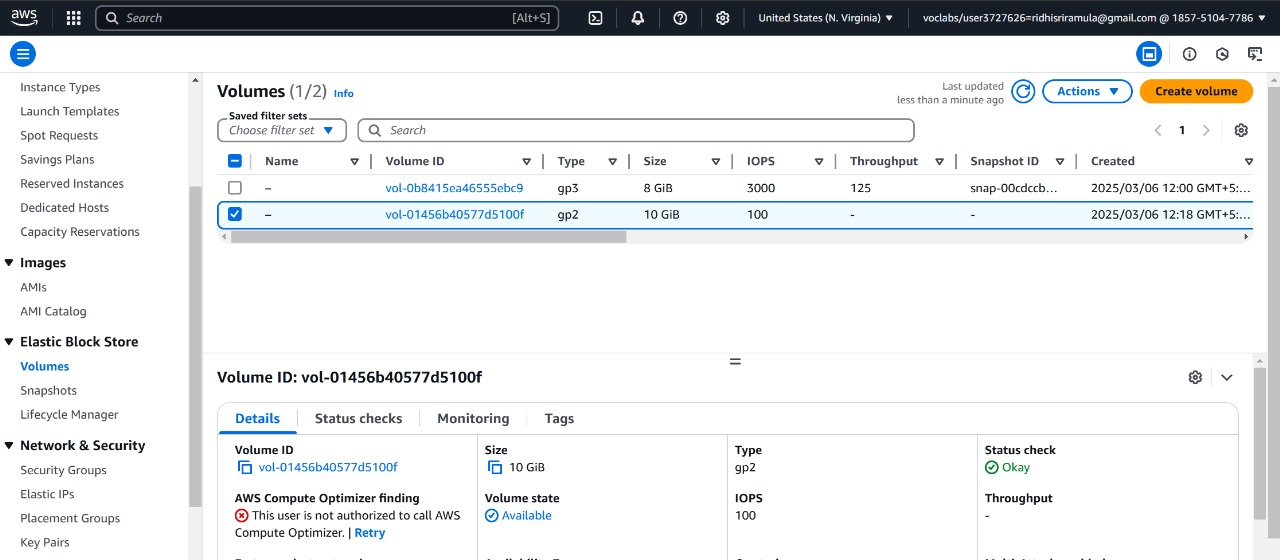 aws
Search [Alt+S]
United States (N. Virginia)
voclabs/user3727626=ridhisriramula@gmail.com @ 1857-5104-7786
Instance Types
Launch Templates
Spot Requests
Savings Plans
Reserved Instances
Dedicated Hosts
Capacity Reservations
Images
AMIs
AMI Catalog
Elastic Block Store
Volumes
Snapshots
Lifecycle Manager
Network & Security
Security Groups
Elastic IPs
Placement Groups
Key Pairs
Volumes (1/2) Info
Last updated
less than a minute ago
Actions
Create volume
Saved filter sets
Choose filter set
Search
1
Name Volume ID Type Size IOPS Throughput Snapshot ID Created
– vol-0b8415ea46555ebc9 gp3 8 GiB 3000 125 snap-00cdccb... 2025/03/06 12:00 GMT+5:...
– vol-01456b40577d5100f gp2 10 GiB 100 - - 2025/03/06 12:18 GMT+5:...
Volume ID: vol-01456b40577d5100f
Details Status checks Monitoring Tags
Volume ID
vol-01456b40577d5100f
Size
10 GiB
Type
gp2
Status check
Okay
AWS Compute Optimizer finding
This user is not authorized to call AWS
Compute Optimizer. | Retry
Volume state
Available
IOPS
100
Throughput
-